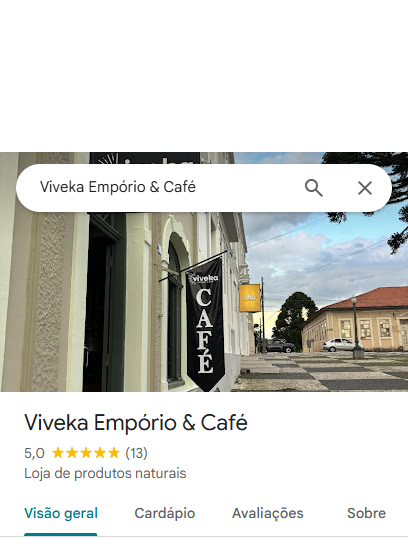 viveka
Viveka Empório & Café
viveka
CAFÉ
Viveka Empório & Café
5,0 (13)
Loja de produtos naturais
Visão geral Cardápio Avaliações Sobre